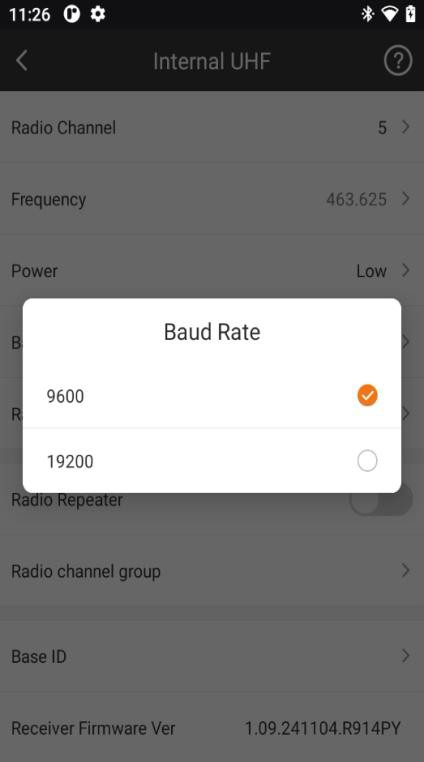 11:26
Internal UHF
Radio Channel 5
Frequency 463.625
Power Low
Baud Rate
9600
19200
Radio Repeater
Radio channel group
Base ID
Receiver Firmware Ver 1.09.241104.R914PY